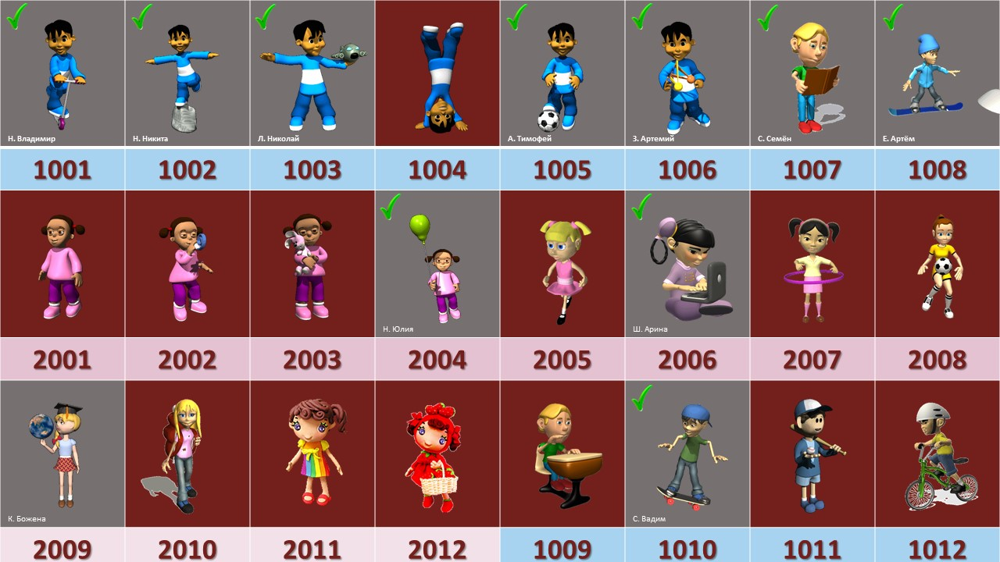 Н. Владимир
Н. Никита
Л. Николай
А. Тимофей
З. Артемий
С. Семён
Е. Артём
1001 1002 1003 1004 1005 1006 1007 1008
Н. Юлия
Ш. Арина
2001 2002 2003 2004 2005 2006 2007 2008
К. Божена
С. Вадим
2009 2010 2011 2012 1009 1010 1011 1012